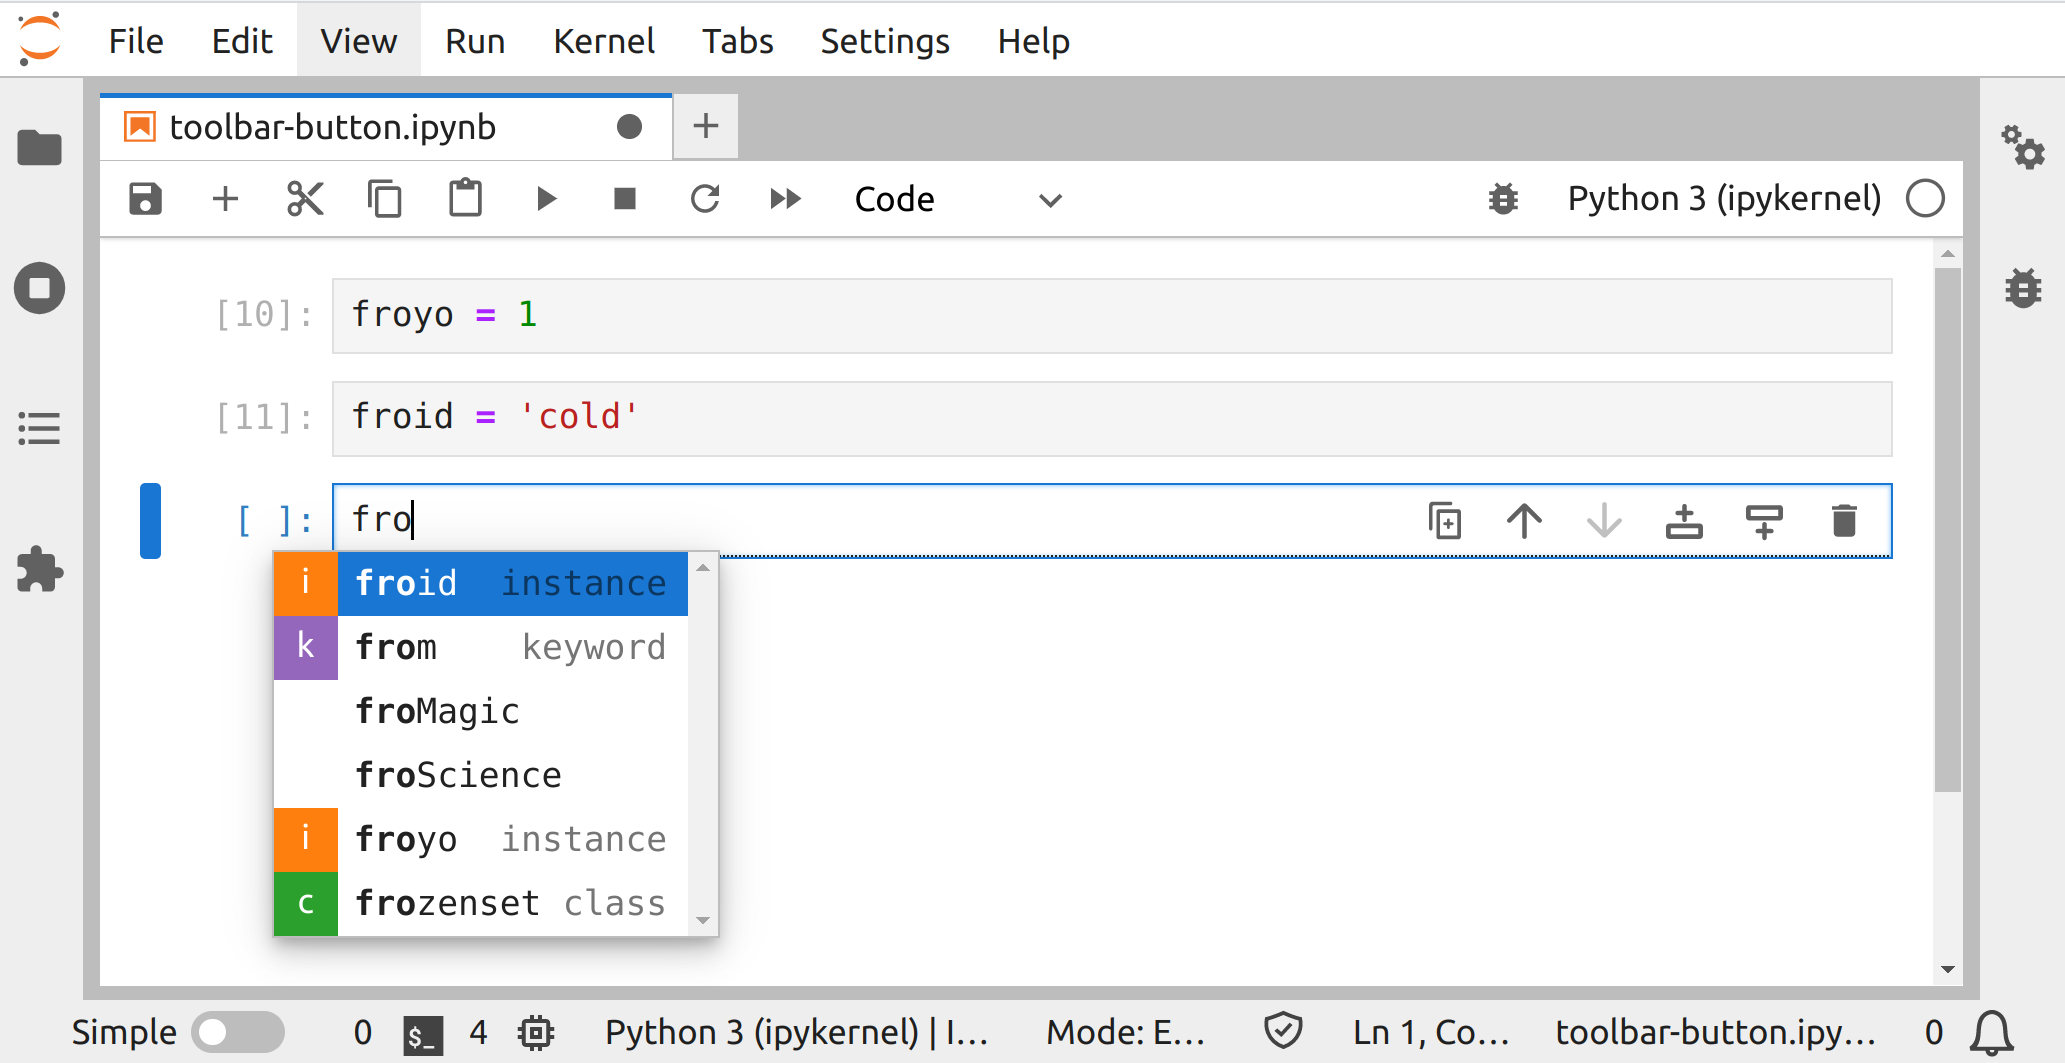 File Edit View Run Kernel Tabs Settings Help
toolbar-button.ipynb
Code Python 3 (ipykernel)
[10]: froyo = 1
[11]: froid = 'cold'
[ ]: fro
i froid instance
k from keyword
froMagic
froScience
i froyo instance
c frozenset class
Simple 0 $_ 4 Python 3 (ipykernel) | I... Mode: E... Ln 1, Co... toolbar-button.ipy... 0